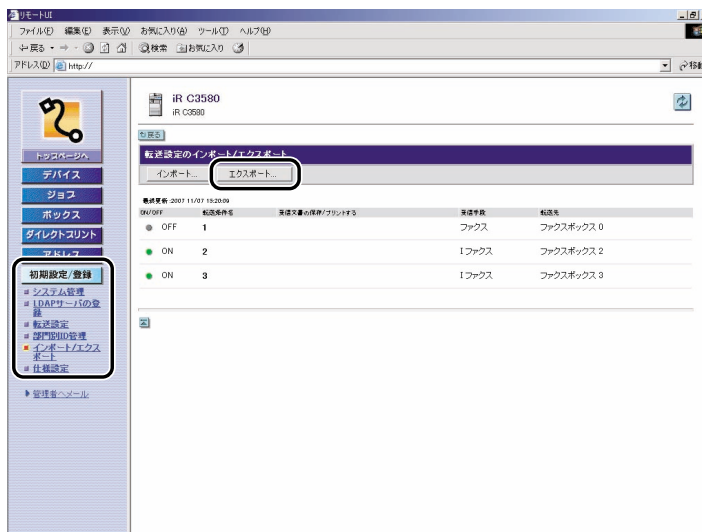 リモートUI
ファイル(F) 編集(E) 表示(V) お気に入り(A) ツール(T) ヘルプ(H)
戻る 検索 お気に入り
アドレス(D) http:// 移動
iR C3580
iR C3580
戻る
トップページへ
デバイス
ジョブ
ボックス
ダイレクトプリント
アドレス
初期設定/登録
システム管理
LDAPサーバの登
録
転送設定
部門別ID管理
インポート/エクス
ポート
仕様設定
管理者へメール
転送設定のインポート/エクスポート
インポート... エクスポート...
最終更新 :2007 11/07 19:20:09
ON/OFF 転送条件名 受信文書の保存/プリントする 受信手段 転送先
OFF 1 ファクス ファクスボックス 0
ON 2 Iファクス ファクスボックス 2
ON 3 Iファクス ファクスボックス 3